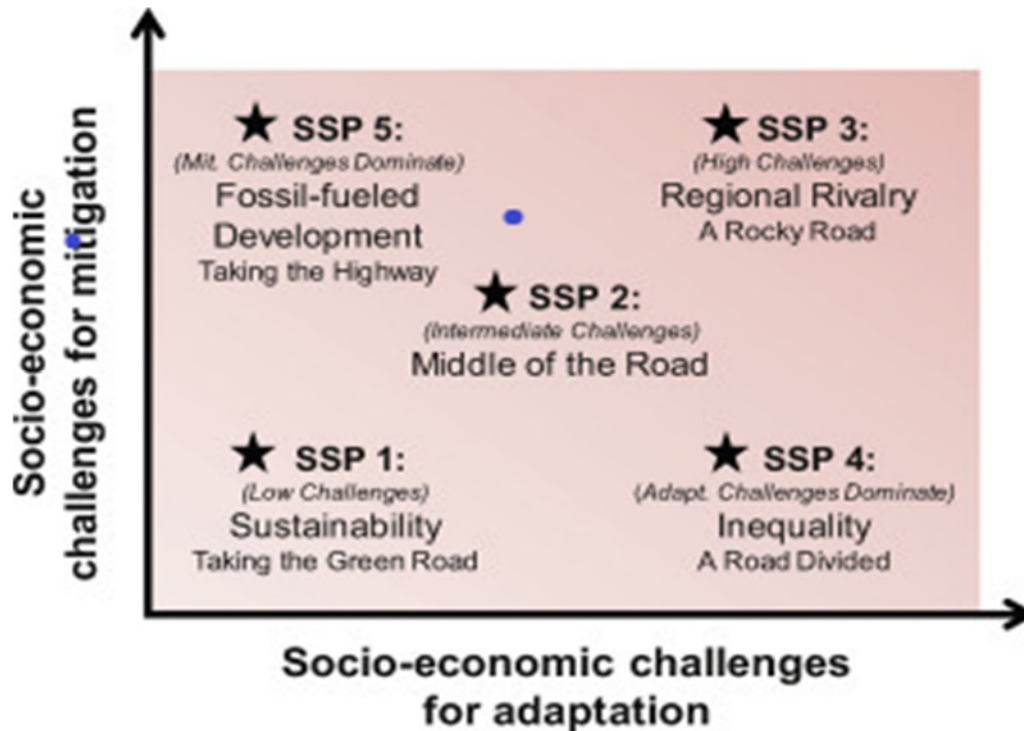 Socio-economic
challenges for mitigation
SSP 5:
(Mit. Challenges Dominate)
Fossil-fueled
Development
Taking the Highway
SSP 3:
(High Challenges)
Regional Rivalry
A Rocky Road
SSP 2:
(Intermediate Challenges)
Middle of the Road
SSP 1:
(Low Challenges)
Sustainability
Taking the Green Road
SSP 4:
(Adapt. Challenges Dominate)
Inequality
A Road Divided
Socio-economic challenges
for adaptation